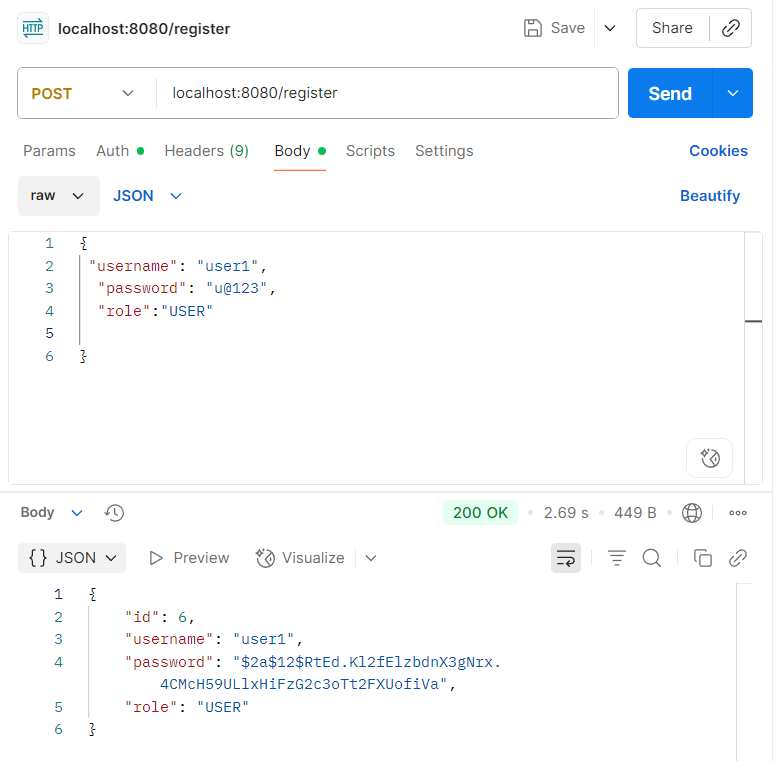 HTTP localhost:8080/register Save Share
POST localhost:8080/register Send
Params Auth Headers (9) Body Scripts Settings Cookies
raw JSON Beautify
1 {
2 "username": "user1",
3 "password": "u@123",
4 "role":"USER"
5
6 }
Body 200 OK 2.69 s 449 B
{} JSON Preview Visualize
1 {
2 "id": 6,
3 "username": "user1",
4 "password": "$2a$12$RtEd.Kl2fElzbdnX3gNrx.
4CMcH59ULlxHiFzG2c3oTt2FXUofiVa",
5 "role": "USER"
6 }